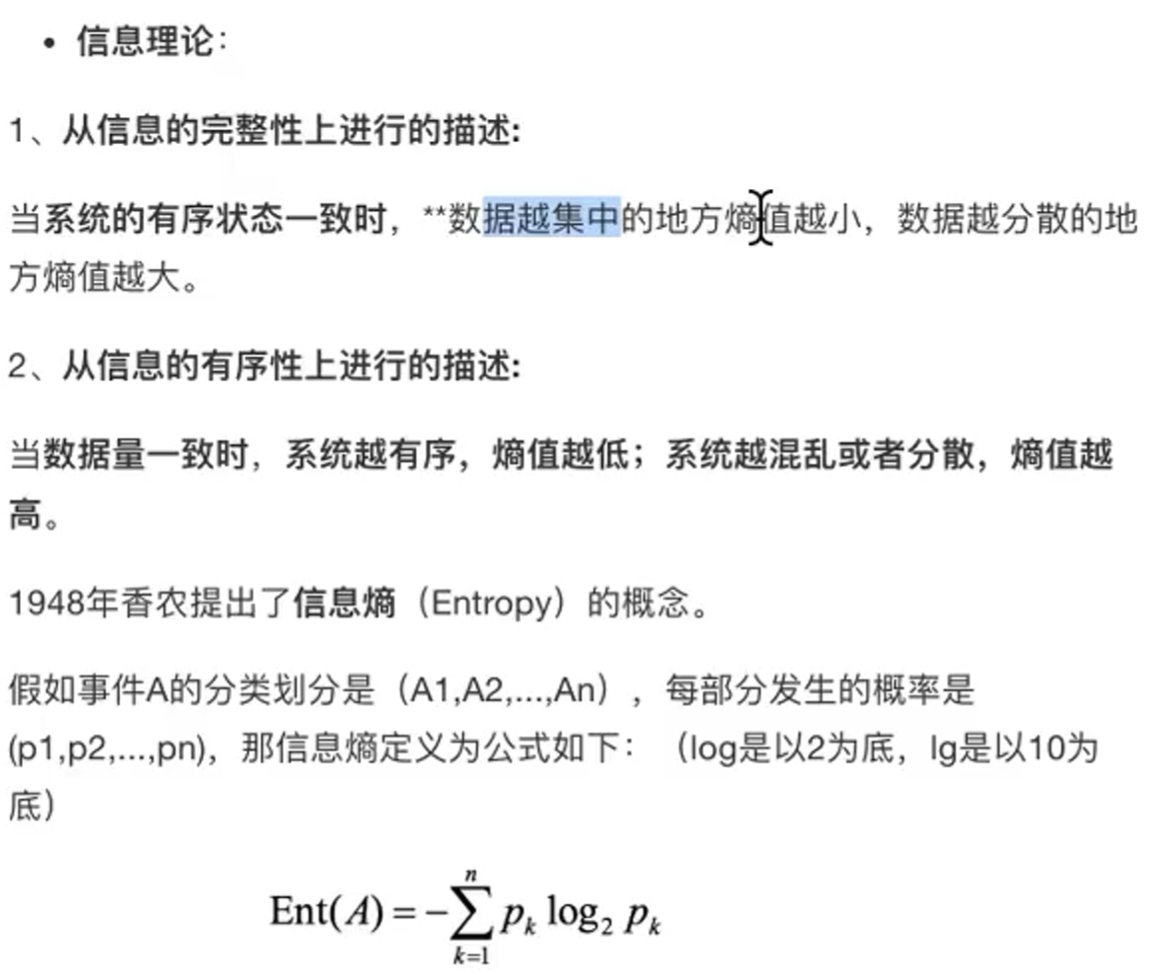 • 信息理论：
1、从信息的完整性上进行的描述:
当系统的有序状态一致时，**数据越集中的地方熵值越小，数据越分散的地
方熵值越大。
2、从信息的有序性上进行的描述:
当数据量一致时，系统越有序，熵值越低；系统越混乱或者分散，熵值越
高。
1948年香农提出了信息熵（Entropy）的概念。
假如事件A的分类划分是（A1,A2,...,An），每部分发生的概率是
(p1,p2,...,pn)，那信息熵定义为公式如下：（log是以2为底，lg是以10为
底）
Ent(A) = −∑_{k=1}^{n} p_k log_2 p_k